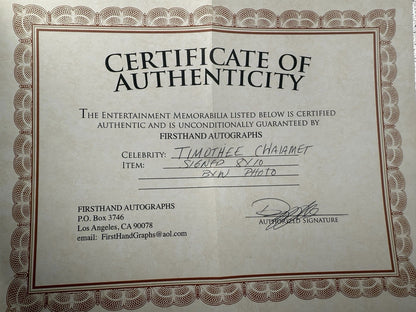 CERTIFICATE OF
AUTHENTICITY
THE ENTERTAINMENT MEMORABILIA LISTED BELOW IS CERTIFIED
AUTHENTIC AND IS UNCONDITIONALLY GUARANTEED BY
FIRSTHAND AUTOGRAPHS
CELEBRITY: TIMOTHEE CHALAMET
ITEM: SIGNED 8X10
B&W PHOTO
FIRSTHAND AUTOGRAPHS
P.O. Box 3746
Los Angeles, CA 90078
email: FirstHandGraphs@aol.com
AUTHORIZED SIGNATURE